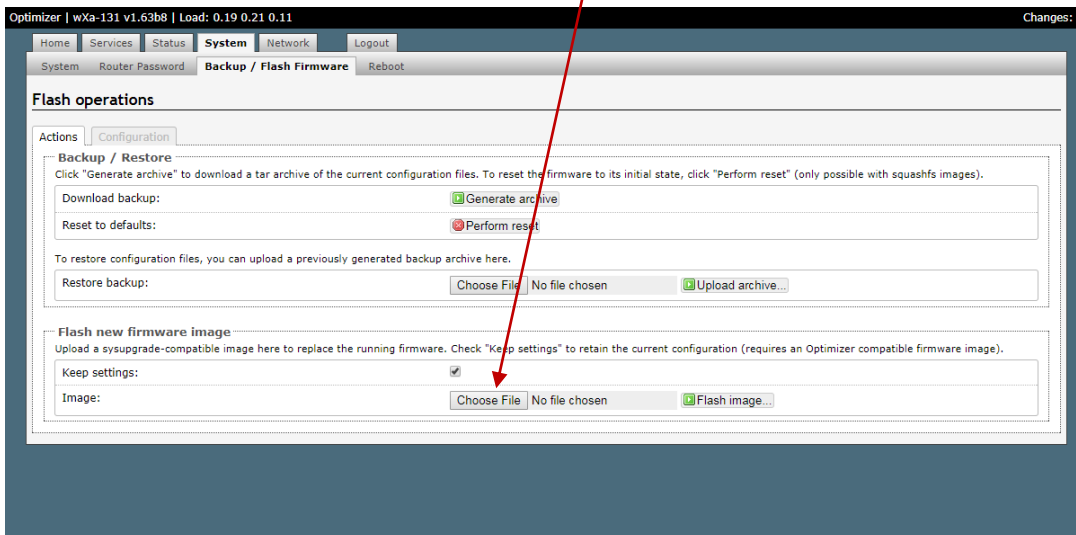 Optimizer | wXa-131 v1.63b8 | Load: 0.19 0.21 0.11 Changes:
Home Services Status System Network Logout
System Router Password Backup / Flash Firmware Reboot
Flash operations
Actions Configuration
Backup / Restore
Click "Generate archive" to download a tar archive of the current configuration files. To reset the firmware to its initial state, click "Perform reset" (only possible with squashfs images).
Download backup: Generate archive
Reset to defaults: Perform reset
To restore configuration files, you can upload a previously generated backup archive here.
Restore backup: Choose File No file chosen Upload archive...
Flash new firmware image
Upload a sysupgrade-compatible image here to replace the running firmware. Check "Keep settings" to retain the current configuration (requires an Optimizer compatible firmware image).
Keep settings:
Image: Choose File No file chosen Flash image...